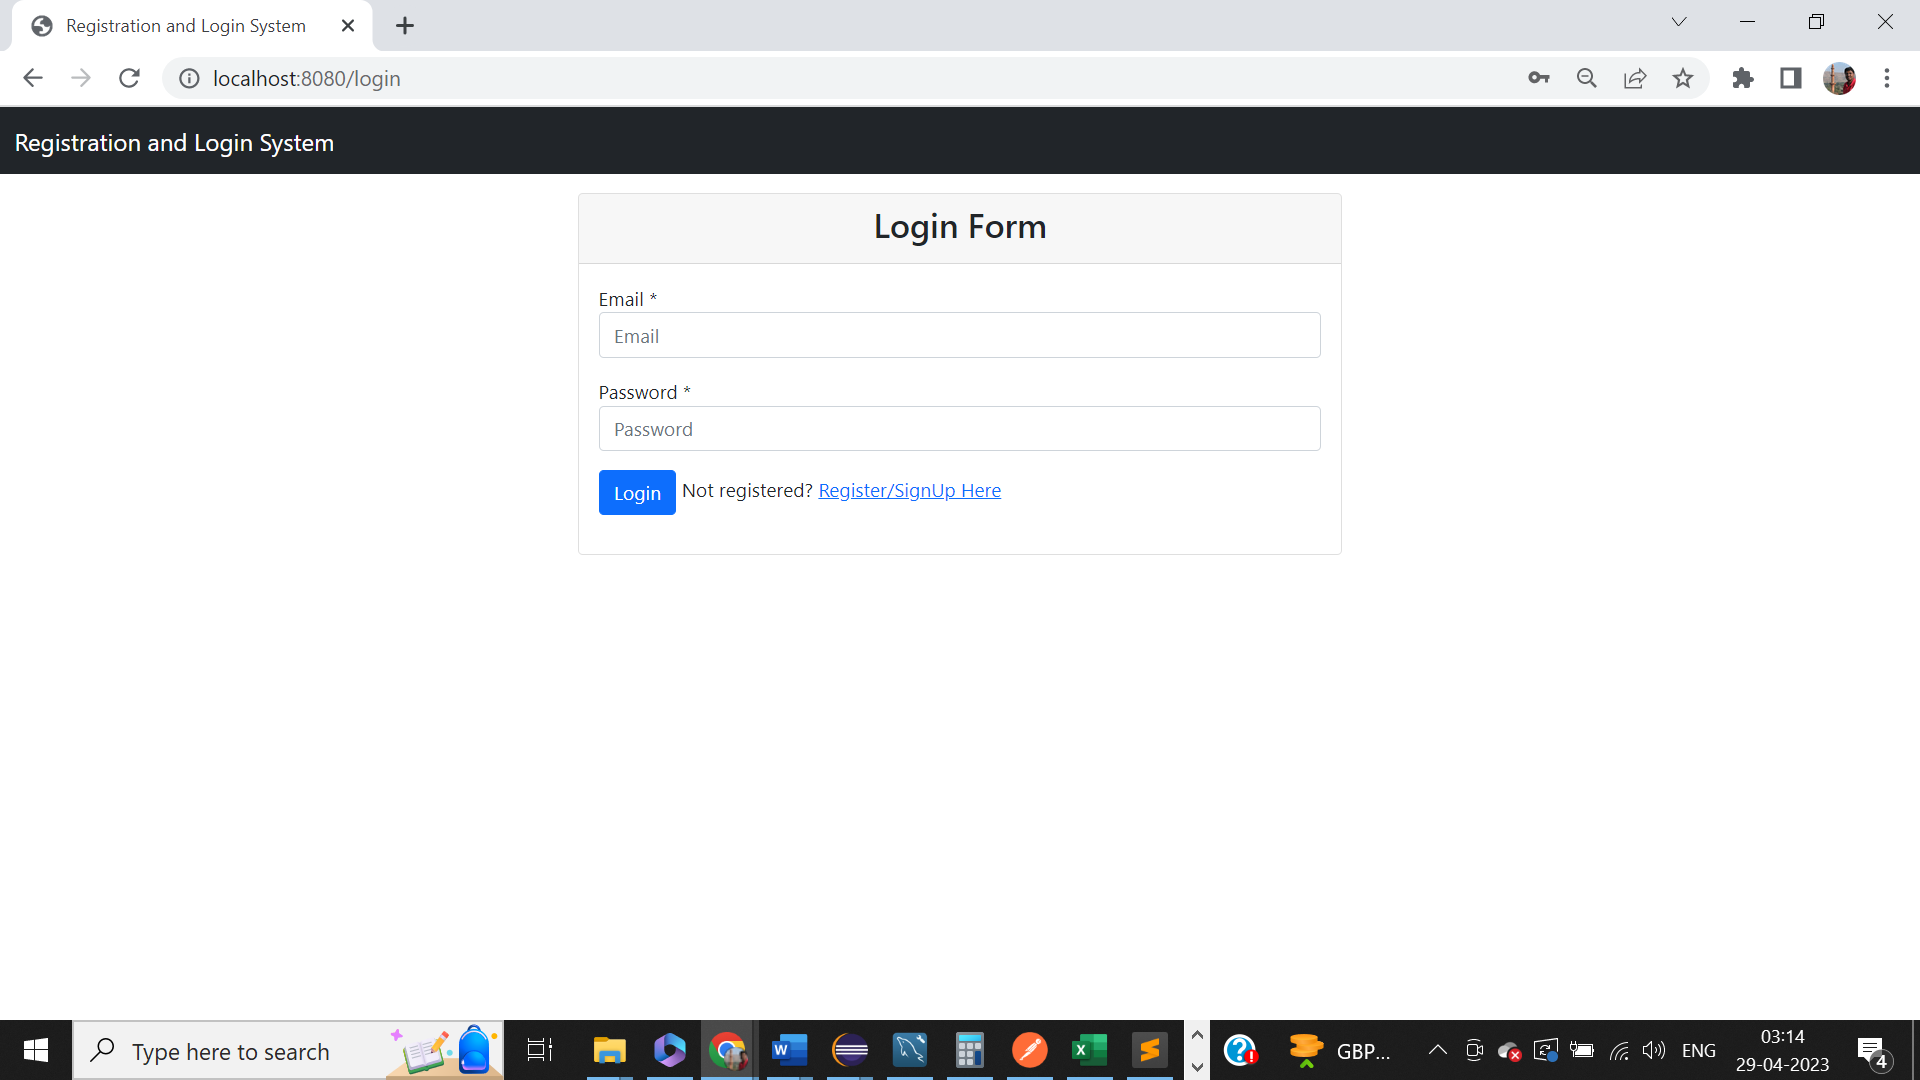 Registration and Login System
localhost:8080/login
Registration and Login System
Login Form
Email *
Email
Password *
Password
Login Not registered? Register/SignUp Here
Type here to search
GBP...
ENG
03:14
29-04-2023
4